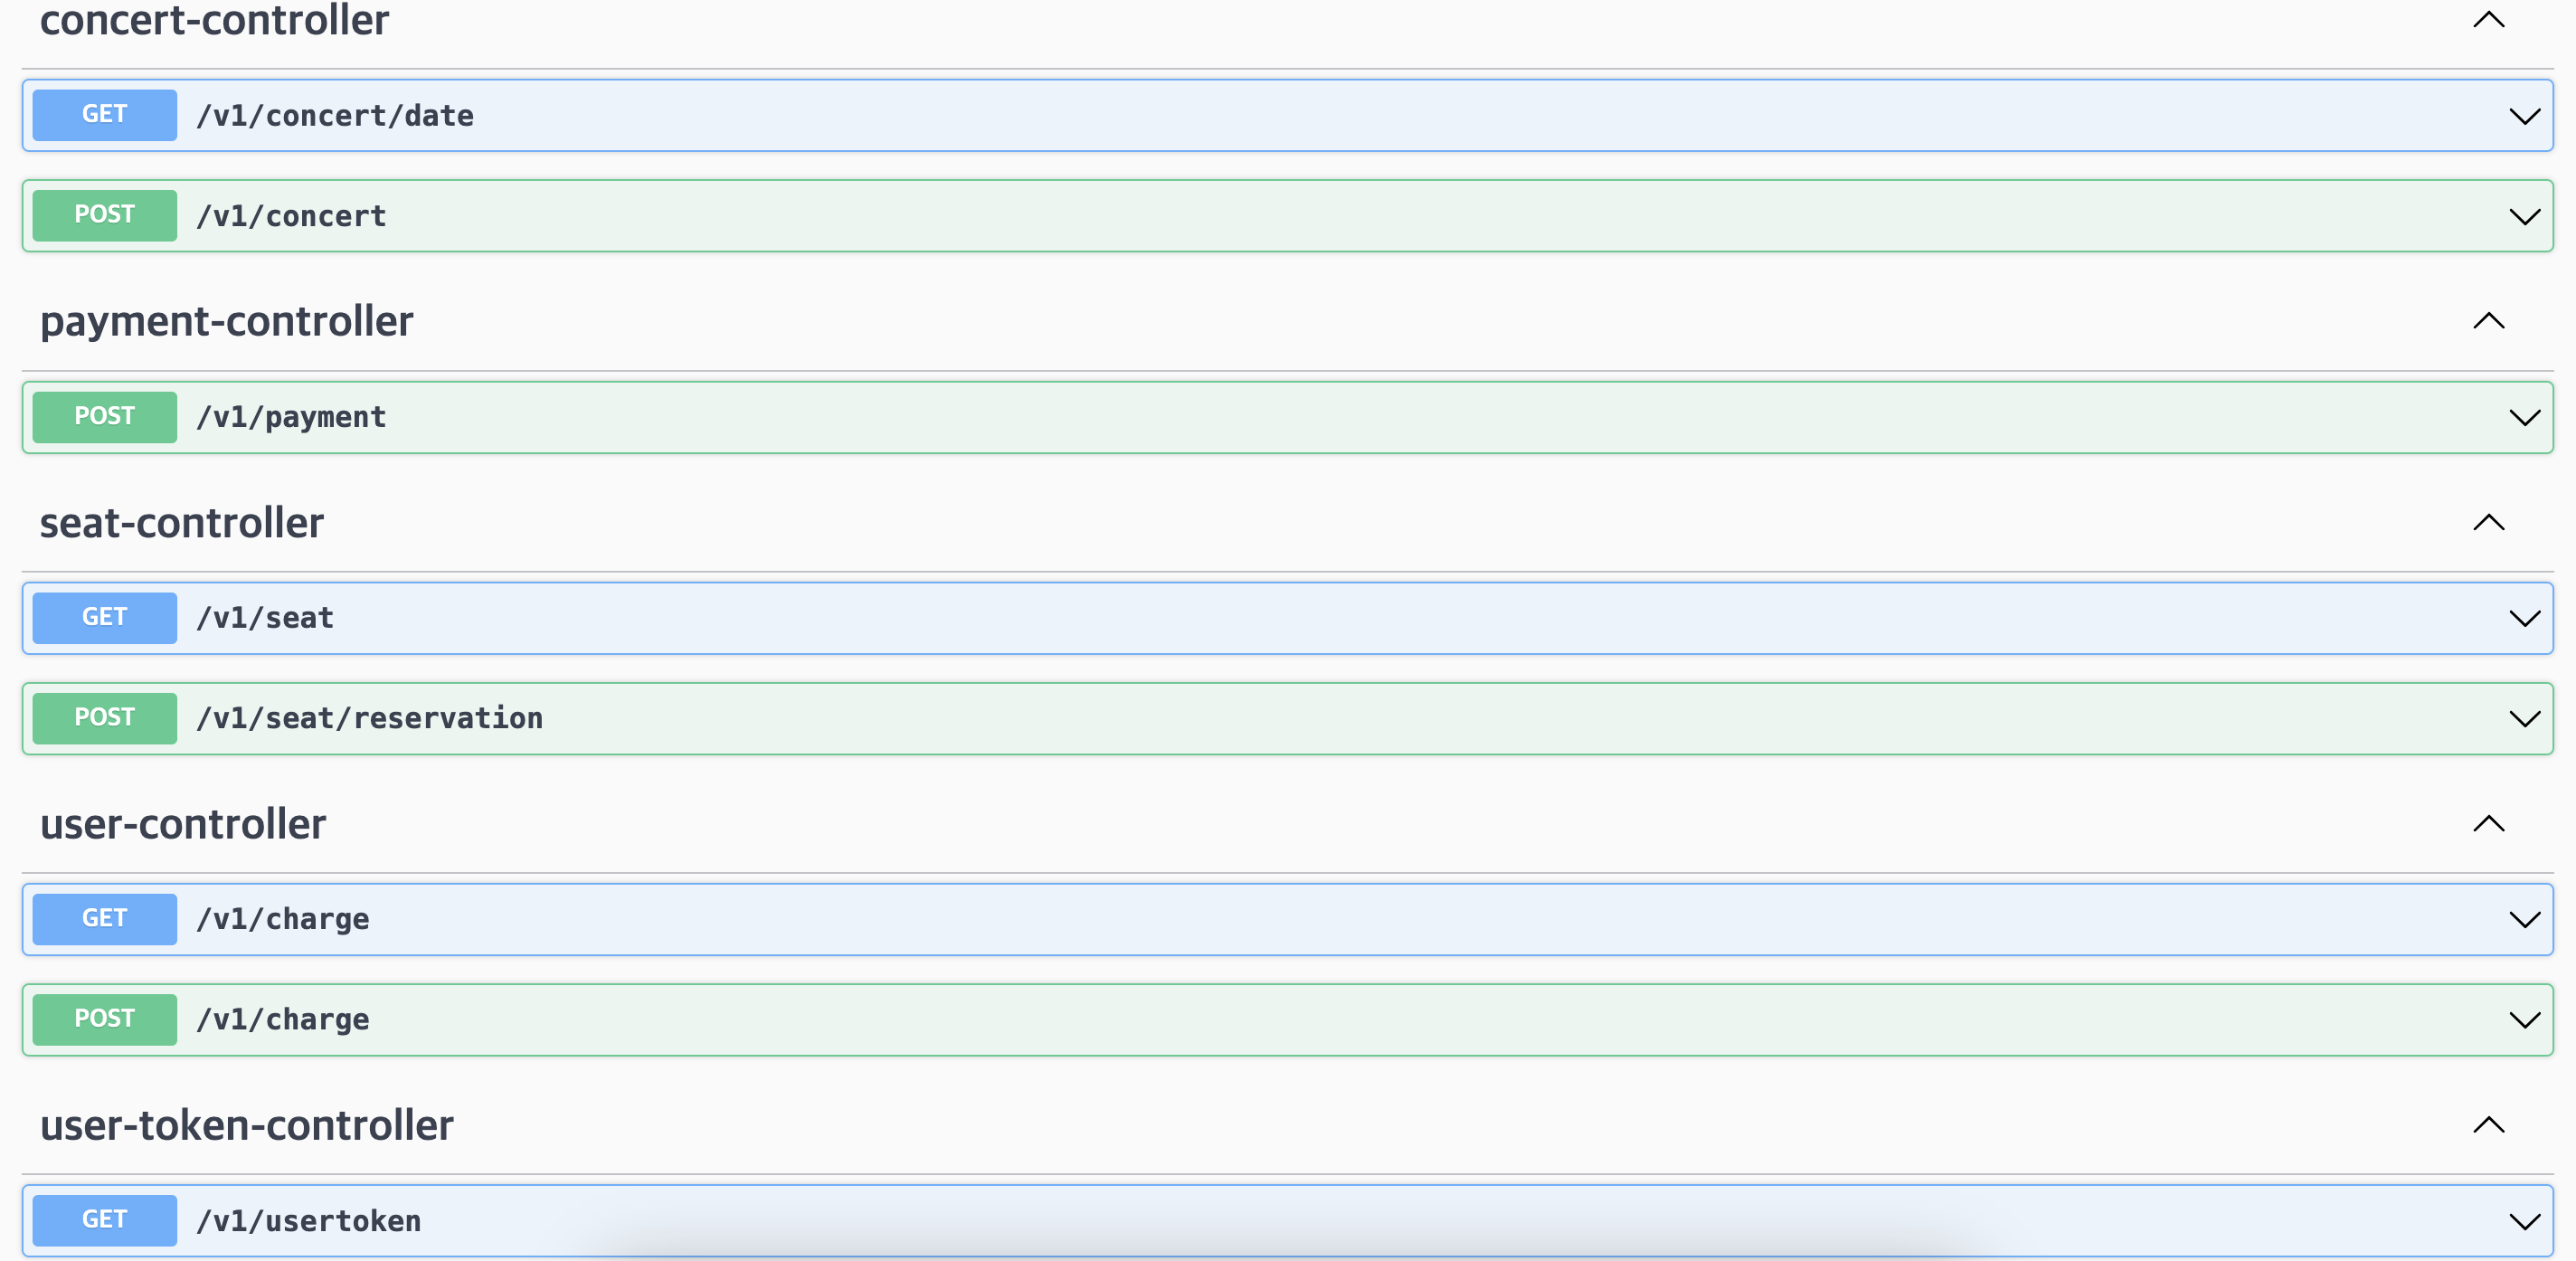 concert-controller
GET /v1/concert/date
POST /v1/concert
payment-controller
POST /v1/payment
seat-controller
GET /v1/seat
POST /v1/seat/reservation
user-controller
GET /v1/charge
POST /v1/charge
user-token-controller
GET /v1/usertoken